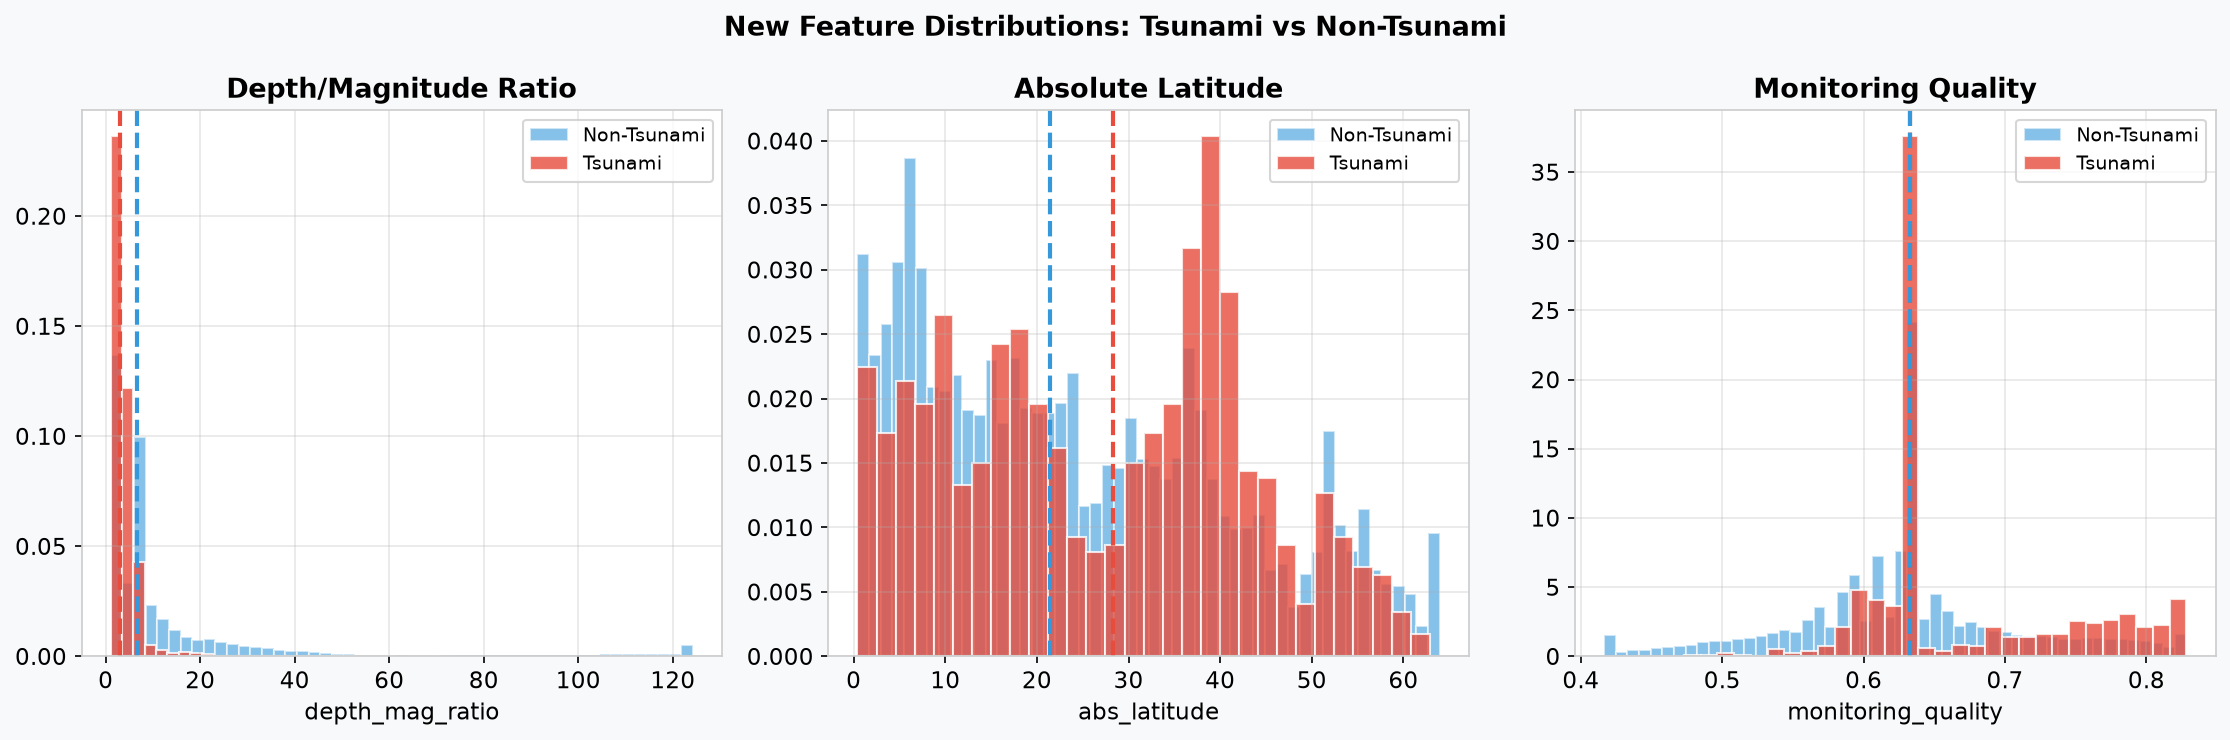 New Feature Distributions: Tsunami vs Non-Tsunami
Depth/Magnitude Ratio
Non-Tsunami
Tsunami
0.20
0.15
0.10
0.05
0.00
0 20 40 60 80 100 120
depth_mag_ratio
Absolute Latitude
Non-Tsunami
Tsunami
0.040
0.035
0.030
0.025
0.020
0.015
0.010
0.005
0.000
0 10 20 30 40 50 60
abs_latitude
Monitoring Quality
Non-Tsunami
Tsunami
35
30
25
20
15
10
5
0
0.4 0.5 0.6 0.7 0.8
monitoring_quality